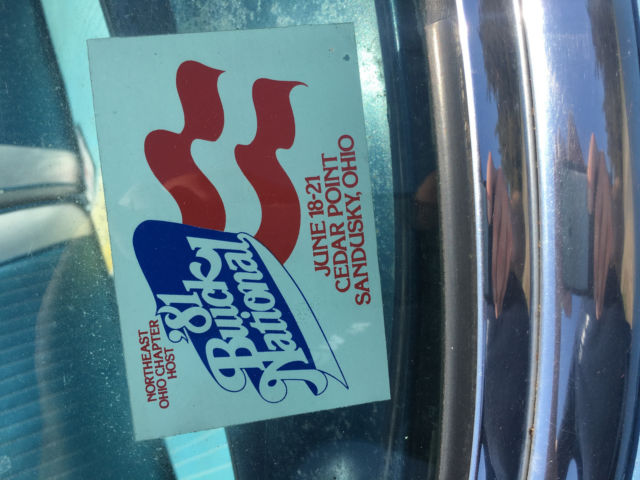 NORTHEAST
OHIO CHAPTER
HOST
'81
Buick
National
JUNE 18-21
CEDAR POINT
SANDUSKY, OHIO